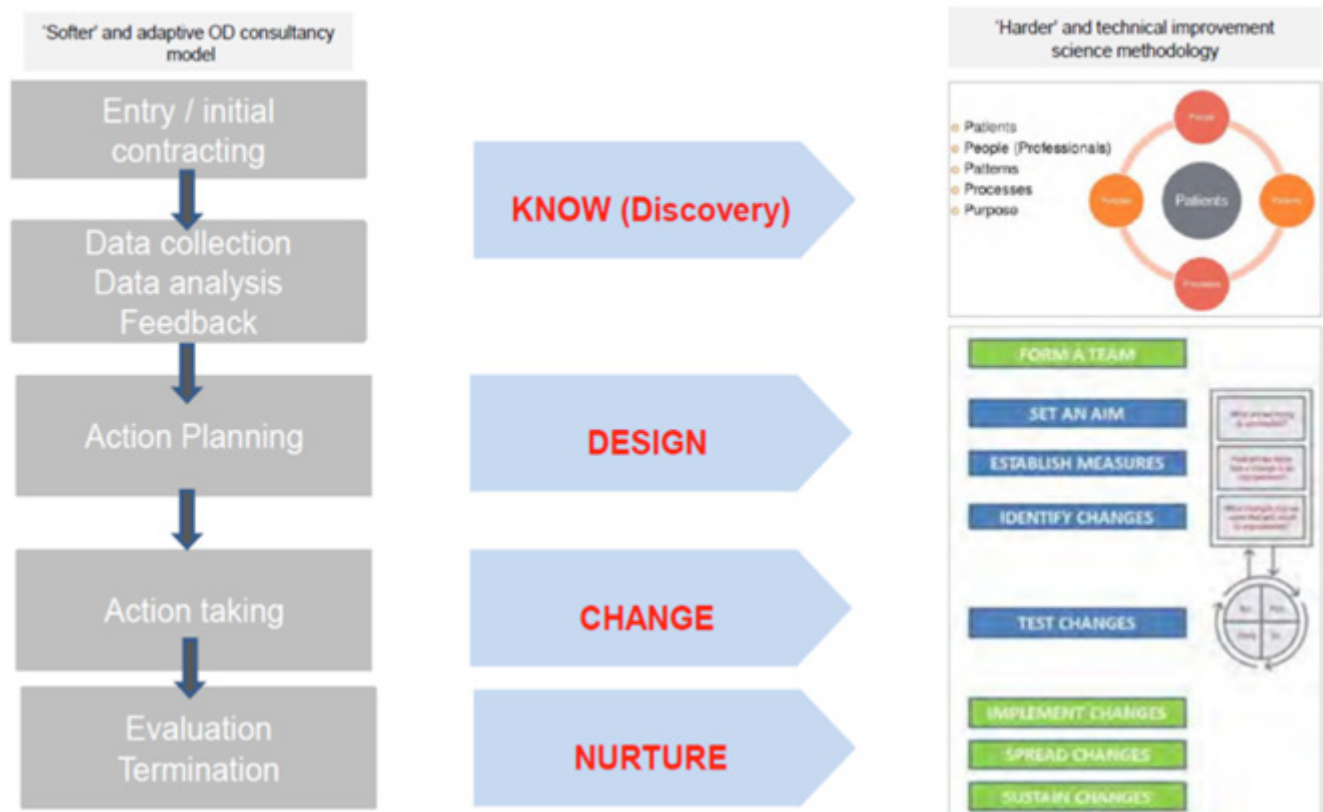 'Softer' and adaptive OD consultancy
model
Entry / initial
contracting
Data collection
Data analysis
Feedback
Action Planning
Action taking
Evaluation
Termination
KNOW (Discovery)
DESIGN
CHANGE
NURTURE
'Harder' and technical improvement
science methodology
Patients
People (Professionals)
Patterns
Processes
Purpose
Patients
Processes
FORM A TEAM
SET AN AIM
ESTABLISH MEASURES
IDENTIFY CHANGES
TEST CHANGES
IMPLEMENT CHANGES
SPREAD CHANGES
SUSTAIN CHANGES